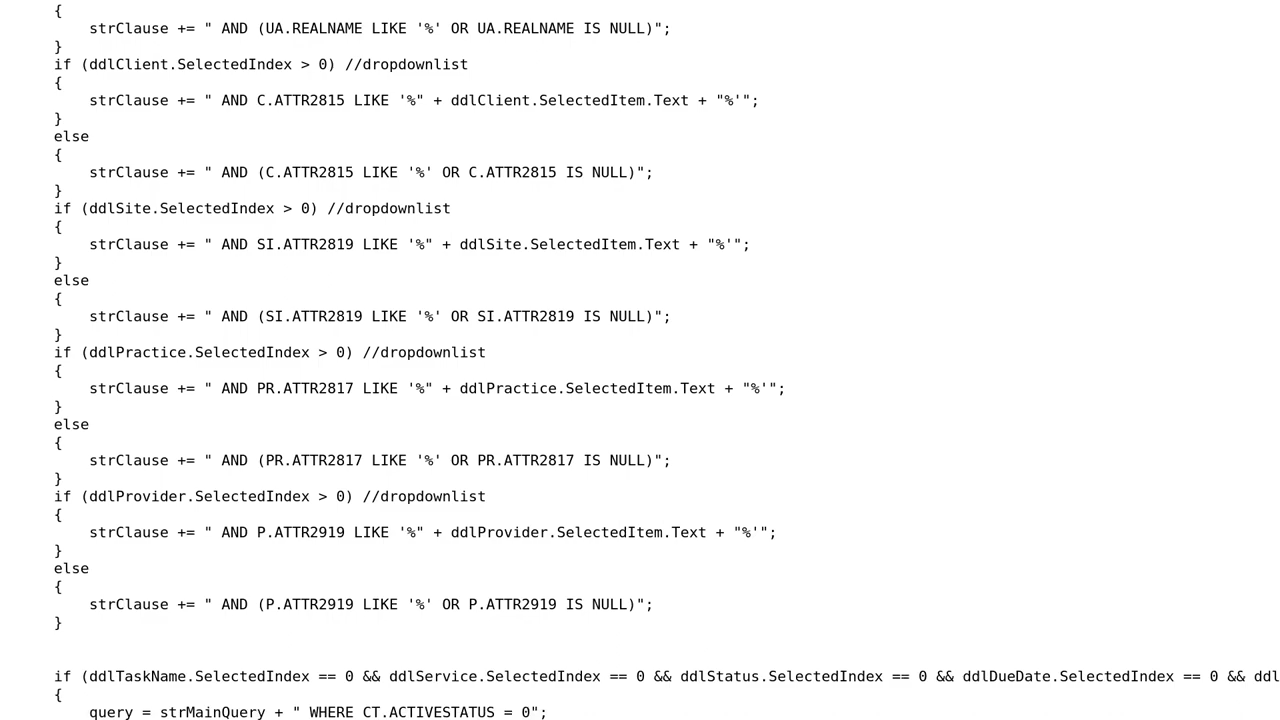 {
strClause += " AND (UA.REALNAME LIKE '%' OR UA.REALNAME IS NULL)";
}
if (ddlClient.SelectedIndex > 0) //dropdownlist
{
strClause += " AND C.ATTR2815 LIKE '%" + ddlClient.SelectedItem.Text + "%'";
}
else
{
strClause += " AND (C.ATTR2815 LIKE '%' OR C.ATTR2815 IS NULL)";
}
if (ddlSite.SelectedIndex > 0) //dropdownlist
{
strClause += " AND SI.ATTR2819 LIKE '%" + ddlSite.SelectedItem.Text + "%'";
}
else
{
strClause += " AND (SI.ATTR2819 LIKE '%' OR SI.ATTR2819 IS NULL)";
}
if (ddlPractice.SelectedIndex > 0) //dropdownlist
{
strClause += " AND PR.ATTR2817 LIKE '%" + ddlPractice.SelectedItem.Text + "%'";
}
else
{
strClause += " AND (PR.ATTR2817 LIKE '%' OR PR.ATTR2817 IS NULL)";
}
if (ddlProvider.SelectedIndex > 0) //dropdownlist
{
strClause += " AND P.ATTR2919 LIKE '%" + ddlProvider.SelectedItem.Text + "%'";
}
else
{
strClause += " AND (P.ATTR2919 LIKE '%' OR P.ATTR2919 IS NULL)";
}
if (ddlTaskName.SelectedIndex == 0 && ddlService.SelectedIndex == 0 && ddlStatus.SelectedIndex == 0 && ddlDueDate.SelectedIndex == 0 && ddl
{
query = strMainQuery + " WHERE CT.ACTIVESTATUS = 0";